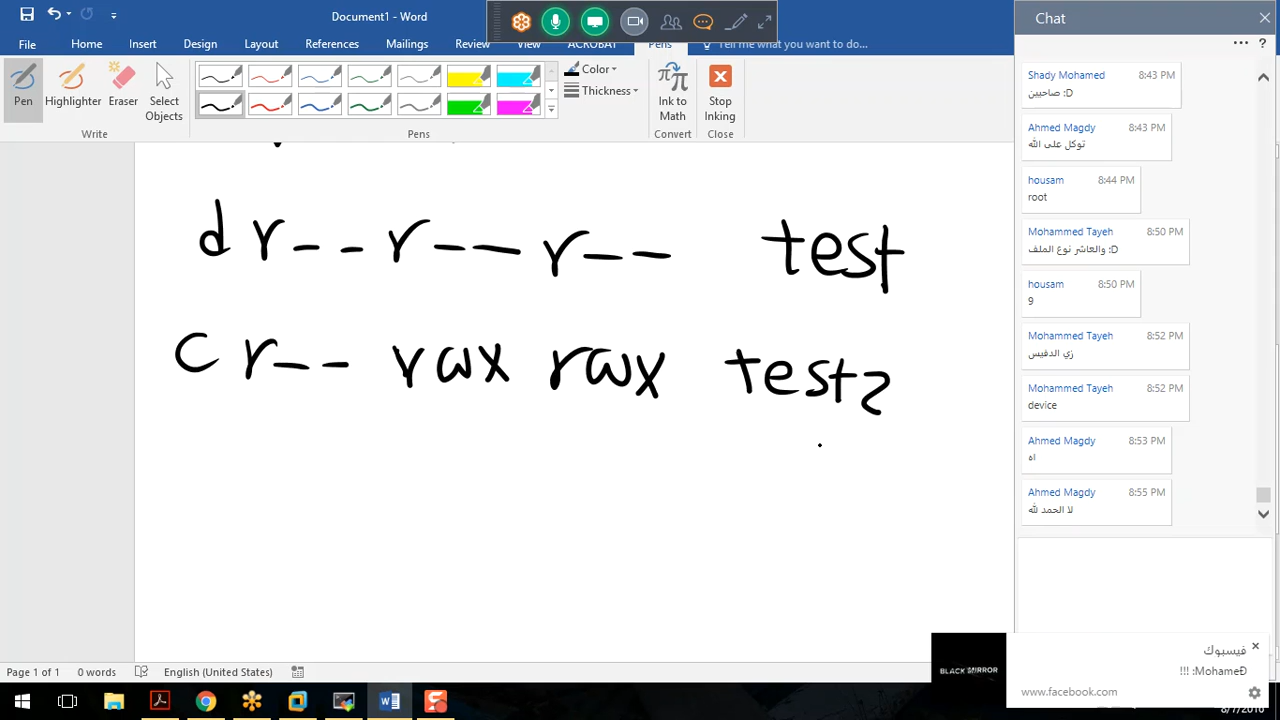 Document1 - Word
File Home Insert Design Layout References Mailings Review View ACROBAT Pens Tell me what you want to do...
Pen Highlighter Eraser Select Objects
Color
Thickness
Ink to Math
Stop Inking
Write Pens Convert Close
d r-- r-- r-- test
c r-- rwx rwx test2
Chat
Shady Mohamed 8:43 PM
صاحيين :D
Ahmed Magdy 8:43 PM
توكل على الله
housam 8:44 PM
root
Mohammed Tayeh 8:50 PM
والعاشر نوع الملف :D
housam 8:50 PM
9
Mohammed Tayeh 8:52 PM
زي الدفيس
Mohammed Tayeh 8:52 PM
device
Ahmed Magdy 8:53 PM
اه
Ahmed Magdy 8:55 PM
لا الحمد لله
BLACK MIRROR
فيسبوك
MohameĐ: !!!
www.facebook.com
Page 1 of 1 0 words English (United States)